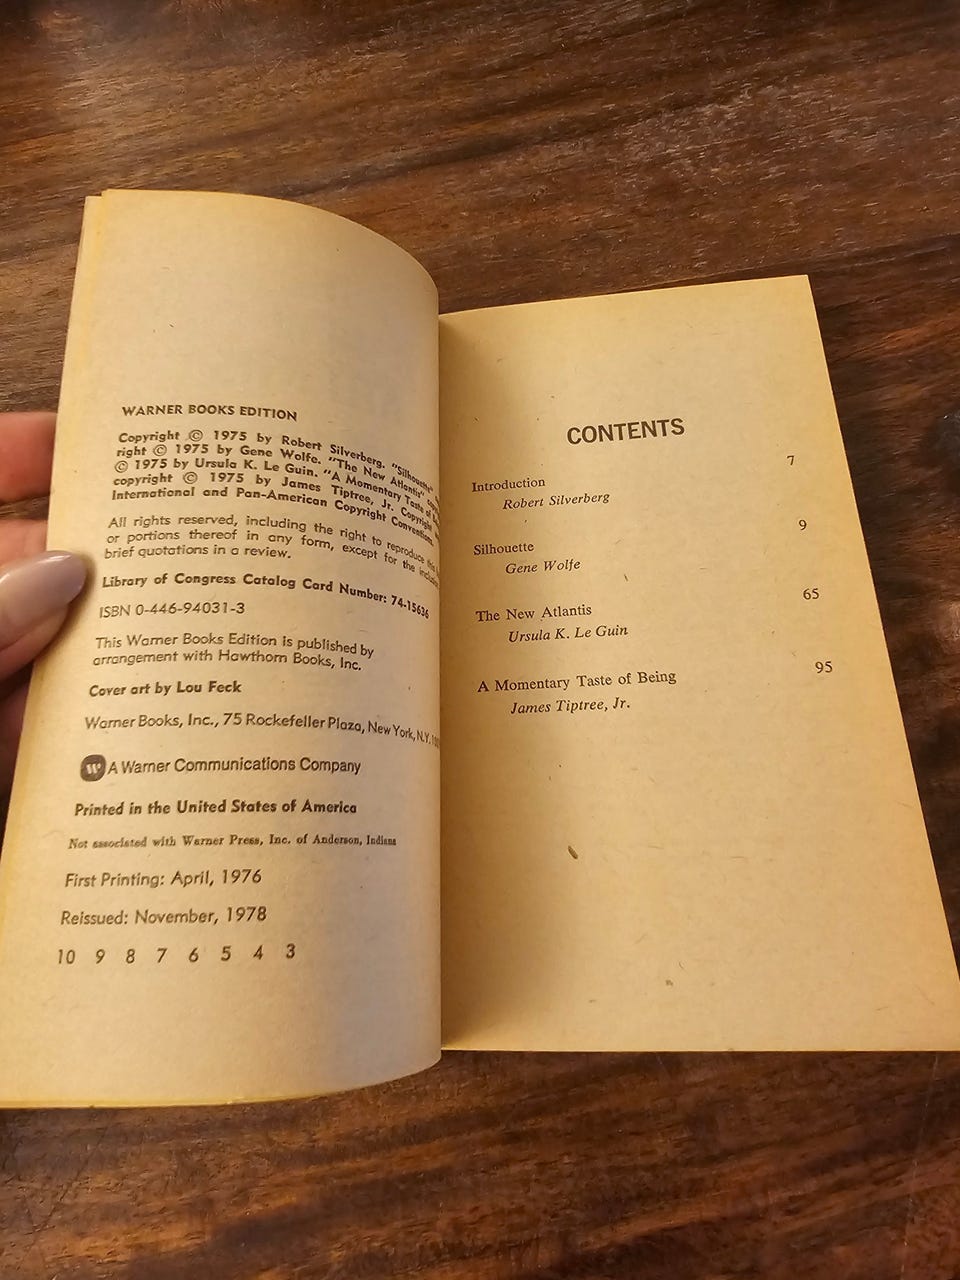 WARNER BOOKS EDITION
Copyright © 1975 by Robert Silverberg. "Silhouette"
right © 1975 by Gene Wolfe. "The New Atlantis"
© 1975 by Ursula K. Le Guin. "A Momentary Taste of
copyright © 1975 by James Tiptree, Jr. Copyright
International and Pan-American Copyright Conventions.
All rights reserved, including the right to reproduce this
or portions thereof in any form, except for the
brief quotations in a review.
Library of Congress Catalog Card Number: 74-15636
ISBN 0-446-94031-3
This Warner Books Edition is published by
arrangement with Hawthorn Books, Inc.
Cover art by Lou Feck
Warner Books, Inc., 75 Rockefeller Plaza, New York, N.Y.
W A Warner Communications Company
Printed in the United States of America
Not associated with Warner Press, Inc. of Anderson, Indiana
First Printing: April, 1976
Reissued: November, 1978
10 9 8 7 6 5 4 3
CONTENTS
Introduction 7
Robert Silverberg
Silhouette 9
Gene Wolfe
The New Atlantis 65
Ursula K. Le Guin
A Momentary Taste of Being 95
James Tiptree, Jr.